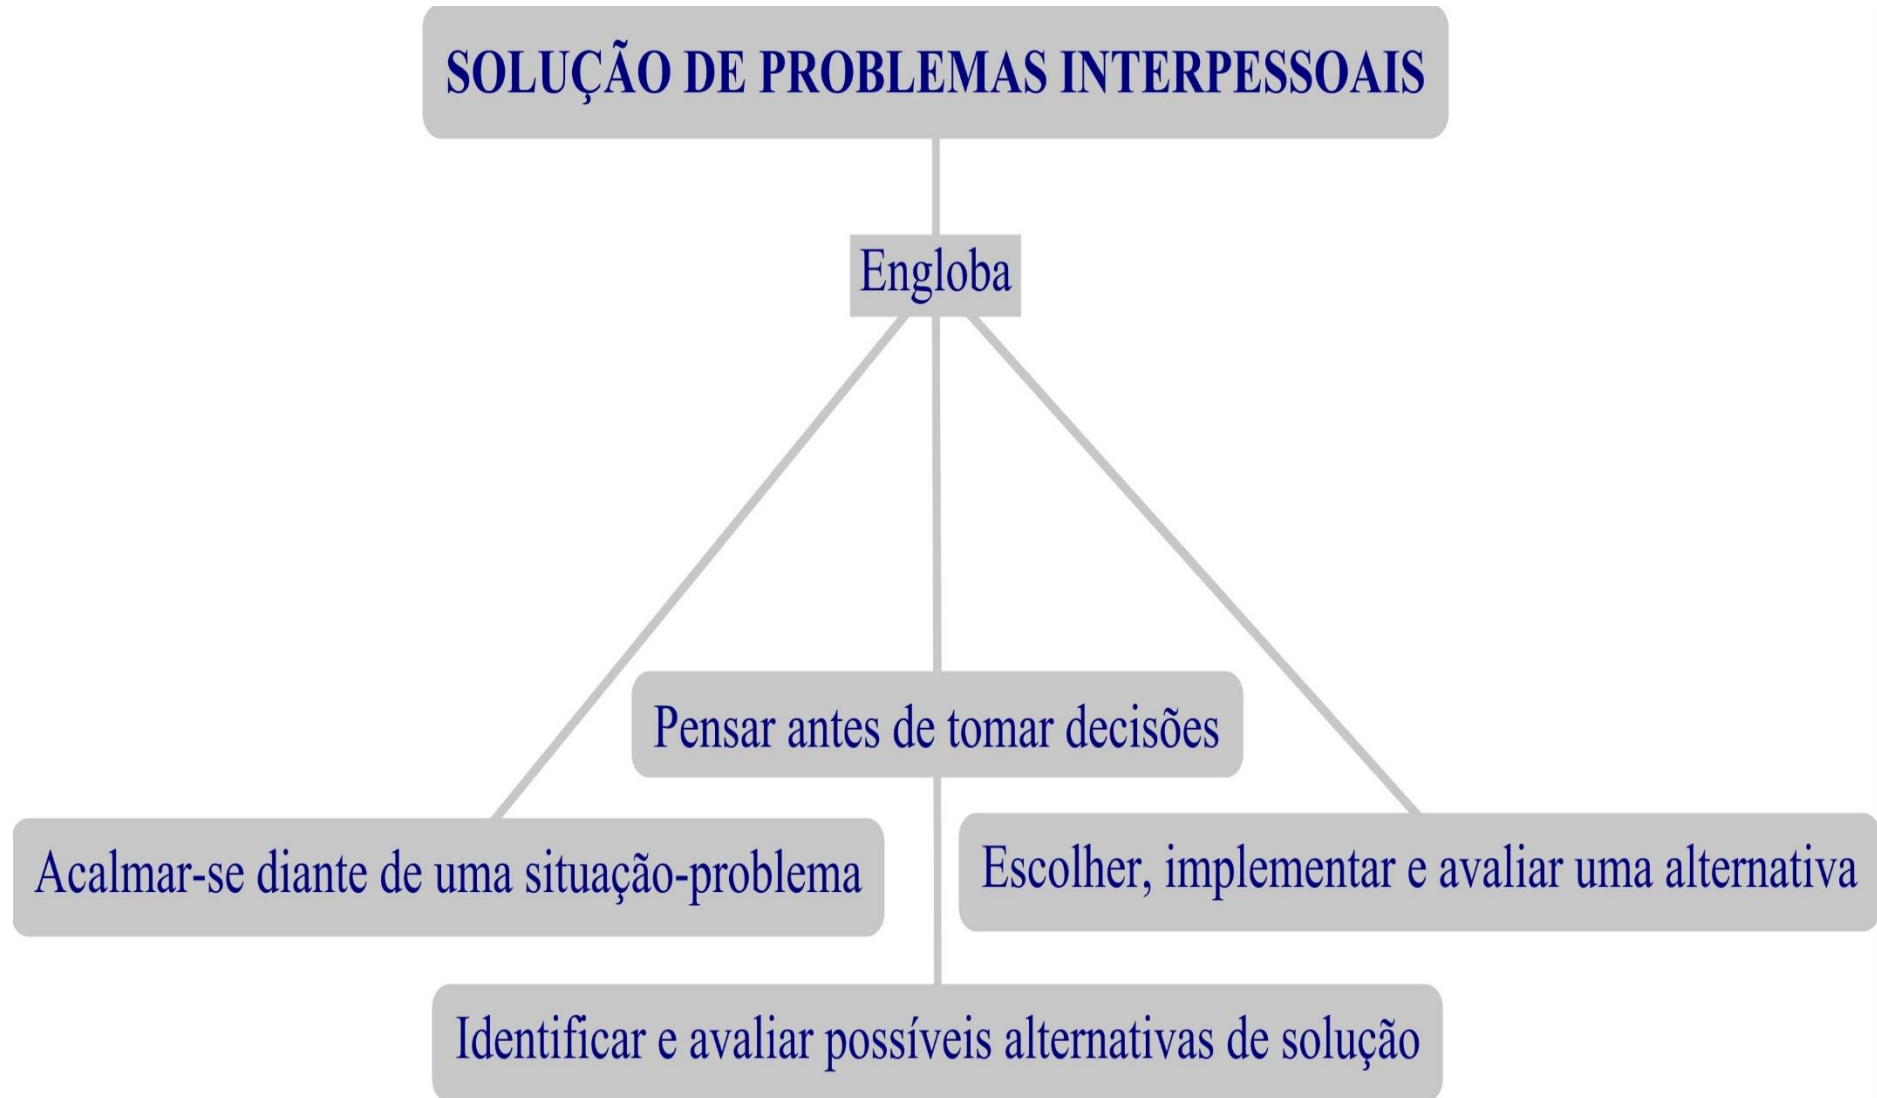 SOLUÇÃO DE PROBLEMAS INTERPESSOAIS
Engloba
Pensar antes de tomar decisões
Acalmar-se diante de uma situação-problema
Escolher, implementar e avaliar uma alternativa
Identificar e avaliar possíveis alternativas de solução